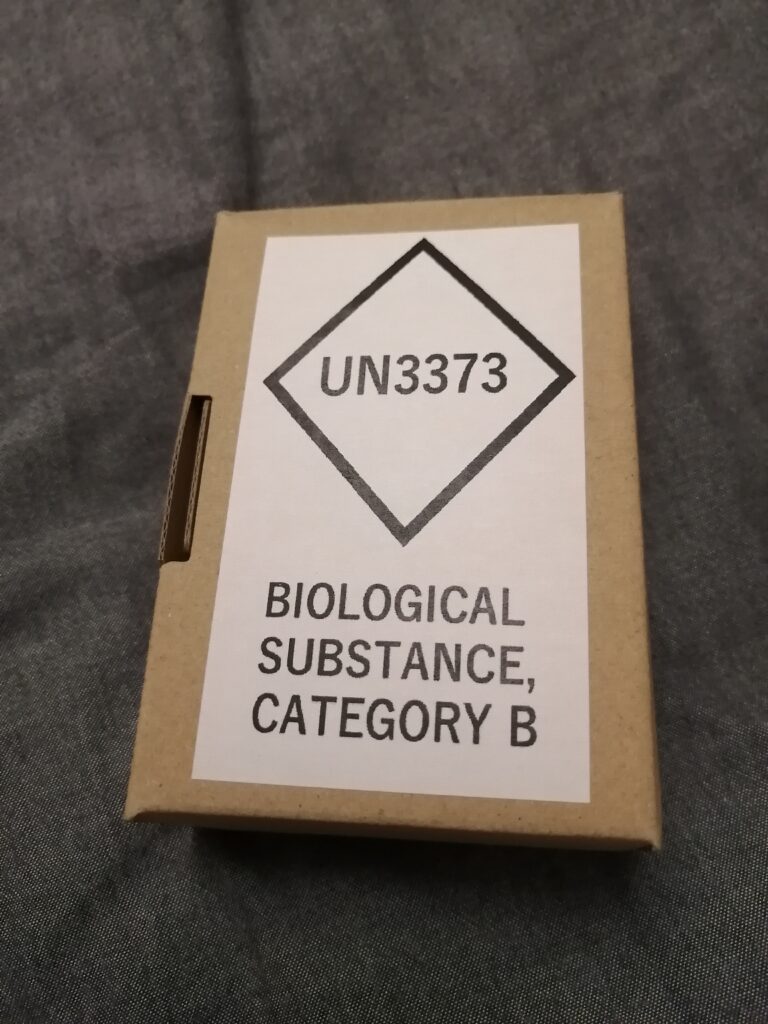 UN3373
BIOLOGICAL
SUBSTANCE,
CATEGORY B